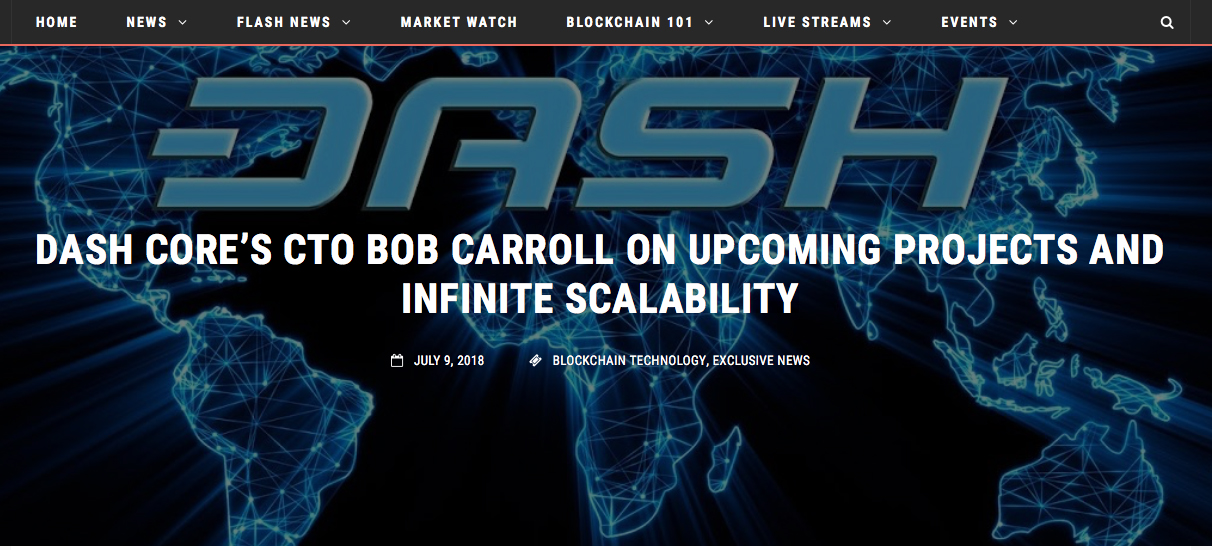 HOME NEWS FLASH NEWS MARKET WATCH BLOCKCHAIN 101 LIVE STREAMS EVENTS
DASH
DASH CORE’S CTO BOB CARROLL ON UPCOMING PROJECTS AND
INFINITE SCALABILITY
JULY 9, 2018 BLOCKCHAIN TECHNOLOGY, EXCLUSIVE NEWS